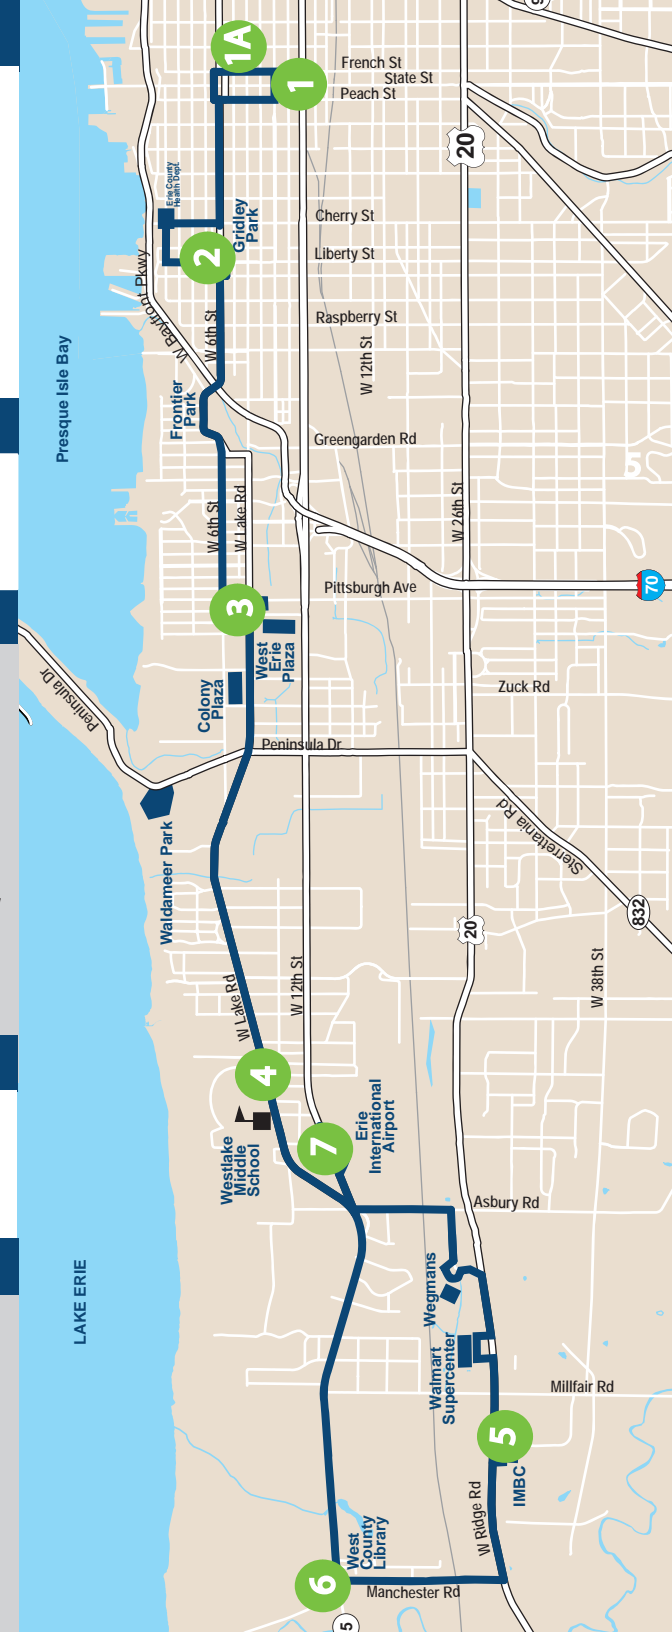 1A
1
French St
State St
Peach St
20
Erie County
Health Dept.
Cherry St
Gridley
Park
2
Liberty St
W Bayfront Pkwy
W 6th St
Raspberry St
W 12th St
Presque Isle Bay
Frontier
Park
Greengarden Rd
5
W 6th St
W Lake Rd
W 26th St
Pittsburgh Ave
70
3
West
Erie
Plaza
Colony
Plaza
Peninsula Dr
Zuck Rd
Peninsula Dr
Waldameer Park
Sterrettania Rd
832
20
W Lake Rd
W 12th St
W 38th St
4
Westlake
Middle
School
7
Erie
International
Airport
Asbury Rd
LAKE ERIE
Wegmans
Walmart
Supercenter
Millfair Rd
5
IMBC
W Ridge Rd
West
County
Library
6
Manchester Rd
5